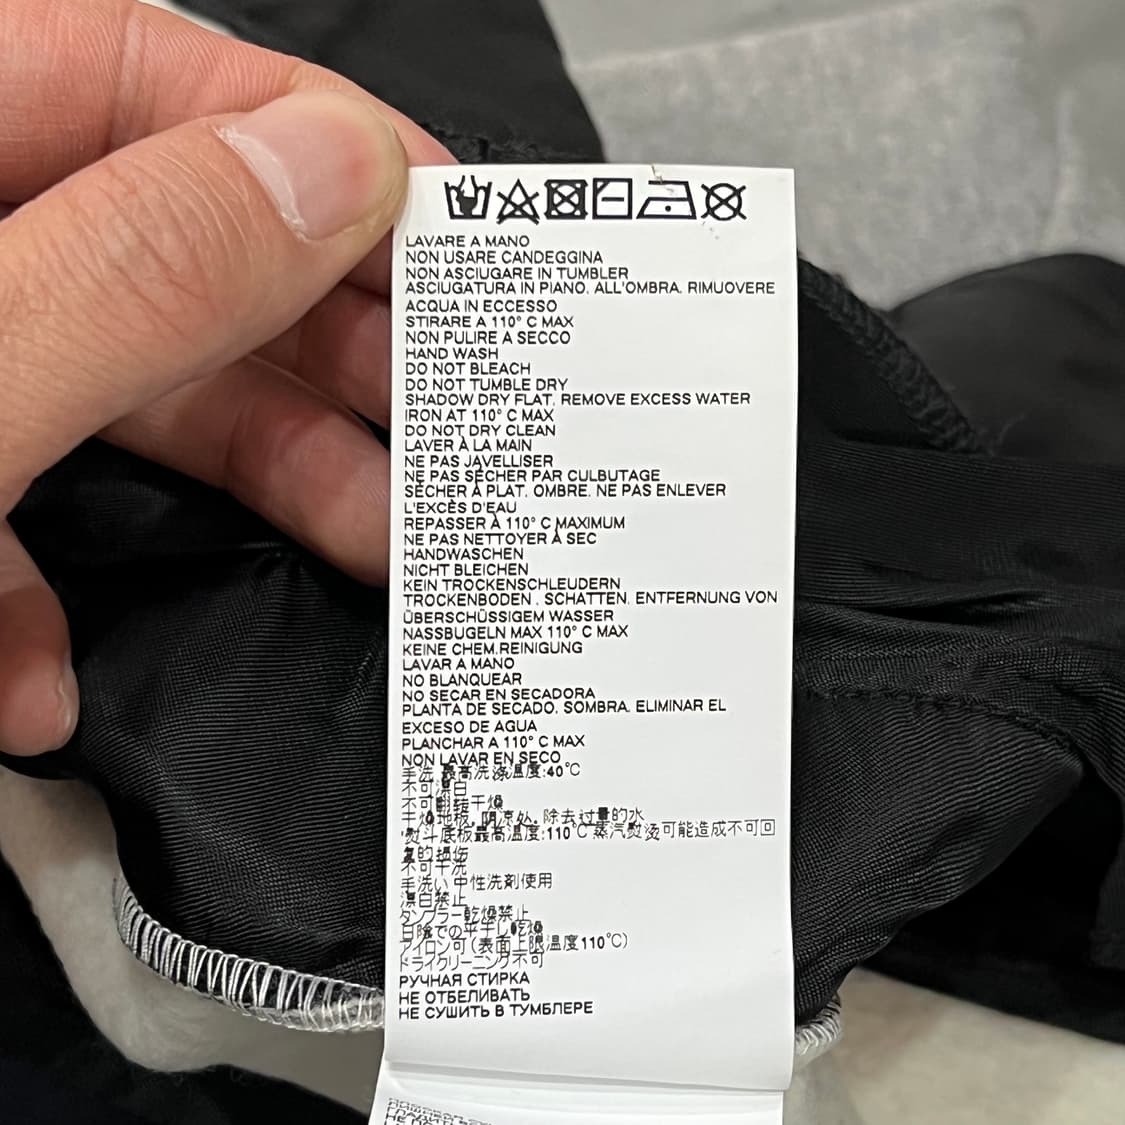 LAVARE A MANO
NON USARE CANDEGGINA
NON ASCIUGARE IN TUMBLER
ASCIUGATURA IN PIANO. ALL'OMBRA. RIMUOVERE
ACQUA IN ECCESSO
STIRARE A 110° C MAX
NON PULIRE A SECCO
HAND WASH
DO NOT BLEACH
DO NOT TUMBLE DRY
SHADOW DRY FLAT. REMOVE EXCESS WATER
IRON AT 110° C MAX
DO NOT DRY CLEAN
LAVER À LA MAIN
NE PAS JAVELLISER
NE PAS SÉCHER PAR CULBUTAGE
SÉCHER À PLAT. OMBRE. NE PAS ENLEVER
L'EXCÈS D'EAU
REPASSER À 110° C MAXIMUM
NE PAS NETTOYER À SEC
HANDWASCHEN
NICHT BLEICHEN
KEIN TROCKENSCHLEUDERN
TROCKENBODEN . SCHATTEN. ENTFERNUNG VON
ÜBERSCHÜSSIGEM WASSER
NASSBUGELN MAX 110° C MAX
KEINE CHEM.REINIGUNG
LAVAR A MANO
NO BLANQUEAR
NO SECAR EN SECADORA
PLANTA DE SECADO. SOMBRA. ELIMINAR EL
EXCESO DE AGUA
PLANCHAR A 110° C MAX
NON LAVAR EN SECO
手洗 最高洗涤温度:40°C
不可漂白
不可翻转干燥
干燥地板. 阴凉处. 除去过量的水
熨斗底板最高温度:110°C 蒸汽熨烫可能造成不可回
复的损伤
不可干洗
手洗い 中性洗剤使用
漂白禁止
タンブラー乾燥禁止
日陰での平干し乾燥
アイロン可(表面上限温度110°C)
ドライクリーニング不可
РУЧНАЯ СТИРКА
НЕ ОТБЕЛИВАТЬ
НЕ СУШИТЬ В ТУМБЛЕРЕ